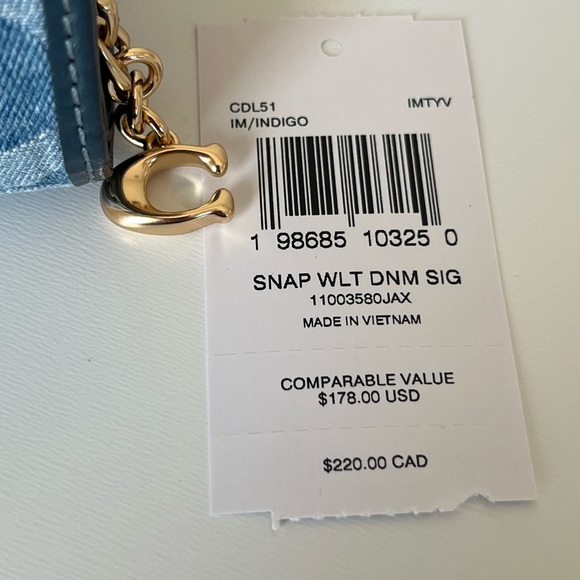 CDL51 IMTYV
IM/INDIGO
1 98685 10325 0
SNAP WLT DNM SIG
11003580JAX
MADE IN VIETNAM
COMPARABLE VALUE
$178.00 USD
$220.00 CAD